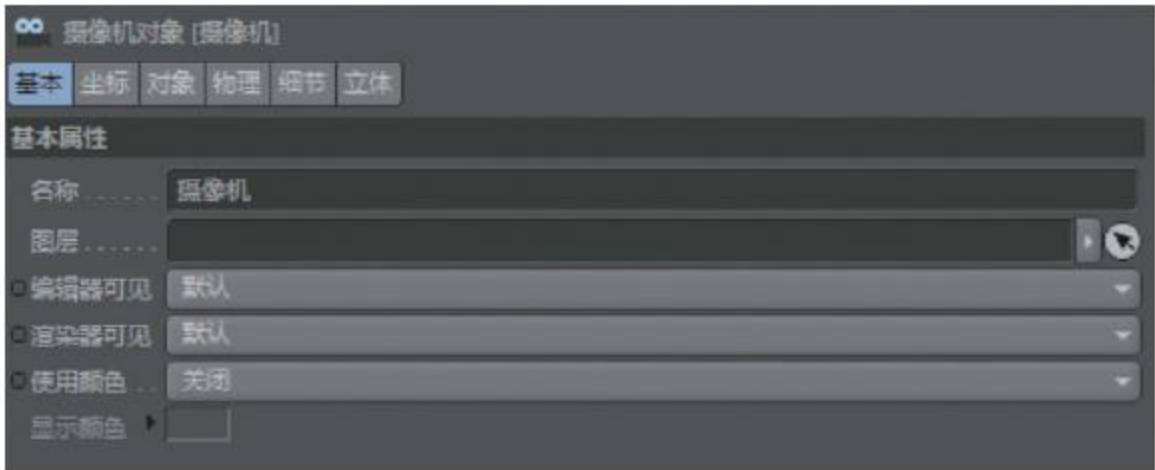 摄像机对象 [摄像机]
基本 坐标 对象 物理 细节 立体
基本属性
名称 . . . . . . 摄像机
图层 . . . . . .
编辑器可见 默认
渲染器可见 默认
使用颜色 . . 关闭
显示颜色